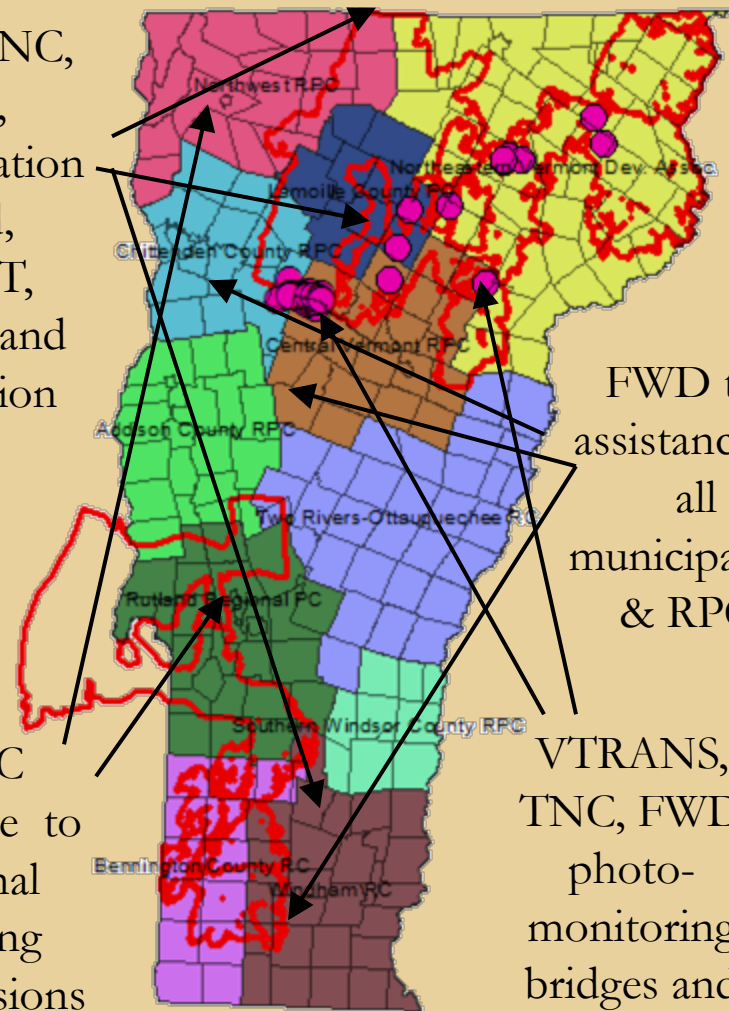 NC,
,
ation
d,
T,
and
ion
Northwest RPC
Northeastern Vermont Dev. Assoc
Lamoille County PC
Chittenden County RPC
Central Vermont RPC
FWD t
assistanc
all
municipa
& RPC
Addison County RPC
Two Rivers-Ottauquechee RC
Rutland Regional PC
Southern Windsor County RPC
C
e to
nal
ng
sions
Bennington County RC
Windham RC
VTRANS,
TNC, FWD
photo-
monitoring
bridges and